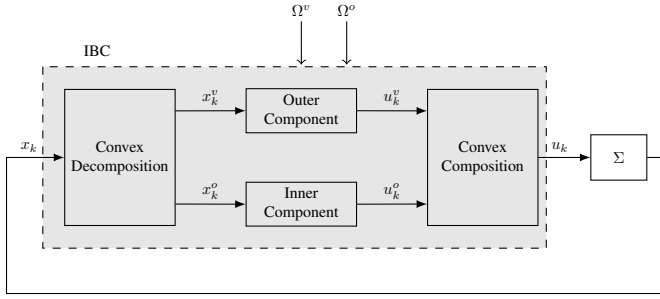 Ω^v Ω^o
IBC
x_k
Convex
Decomposition
x_k^v
Outer
Component
u_k^v
x_k^o
Inner
Component
u_k^o
Convex
Composition
u_k
Σ